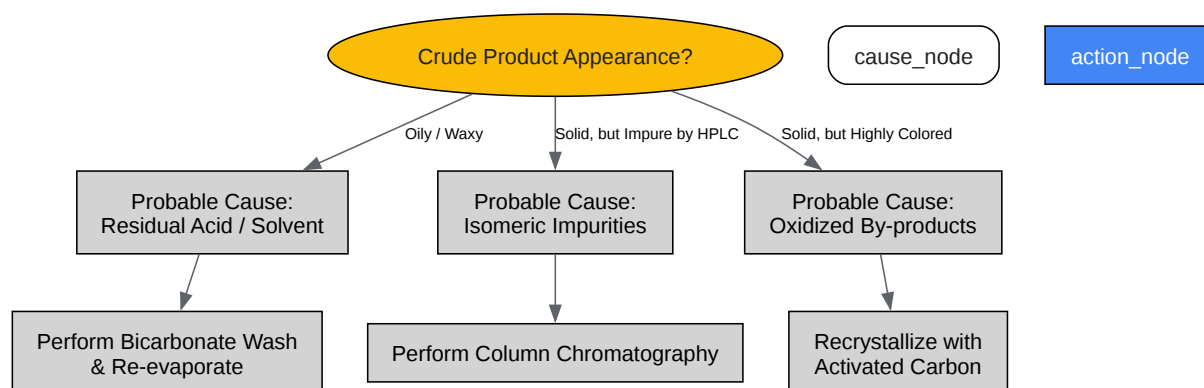 Crude Product Appearance?
cause_node
action_node
Oily / Waxy
Solid, but Impure by HPLC
Solid, but Highly Colored
Probable Cause:
Residual Acid / Solvent
Probable Cause:
Isomeric Impurities
Probable Cause:
Oxidized By-products
Perform Bicarbonate Wash
& Re-evaporate
Perform Column Chromatography
Recrystallize with
Activated Carbon